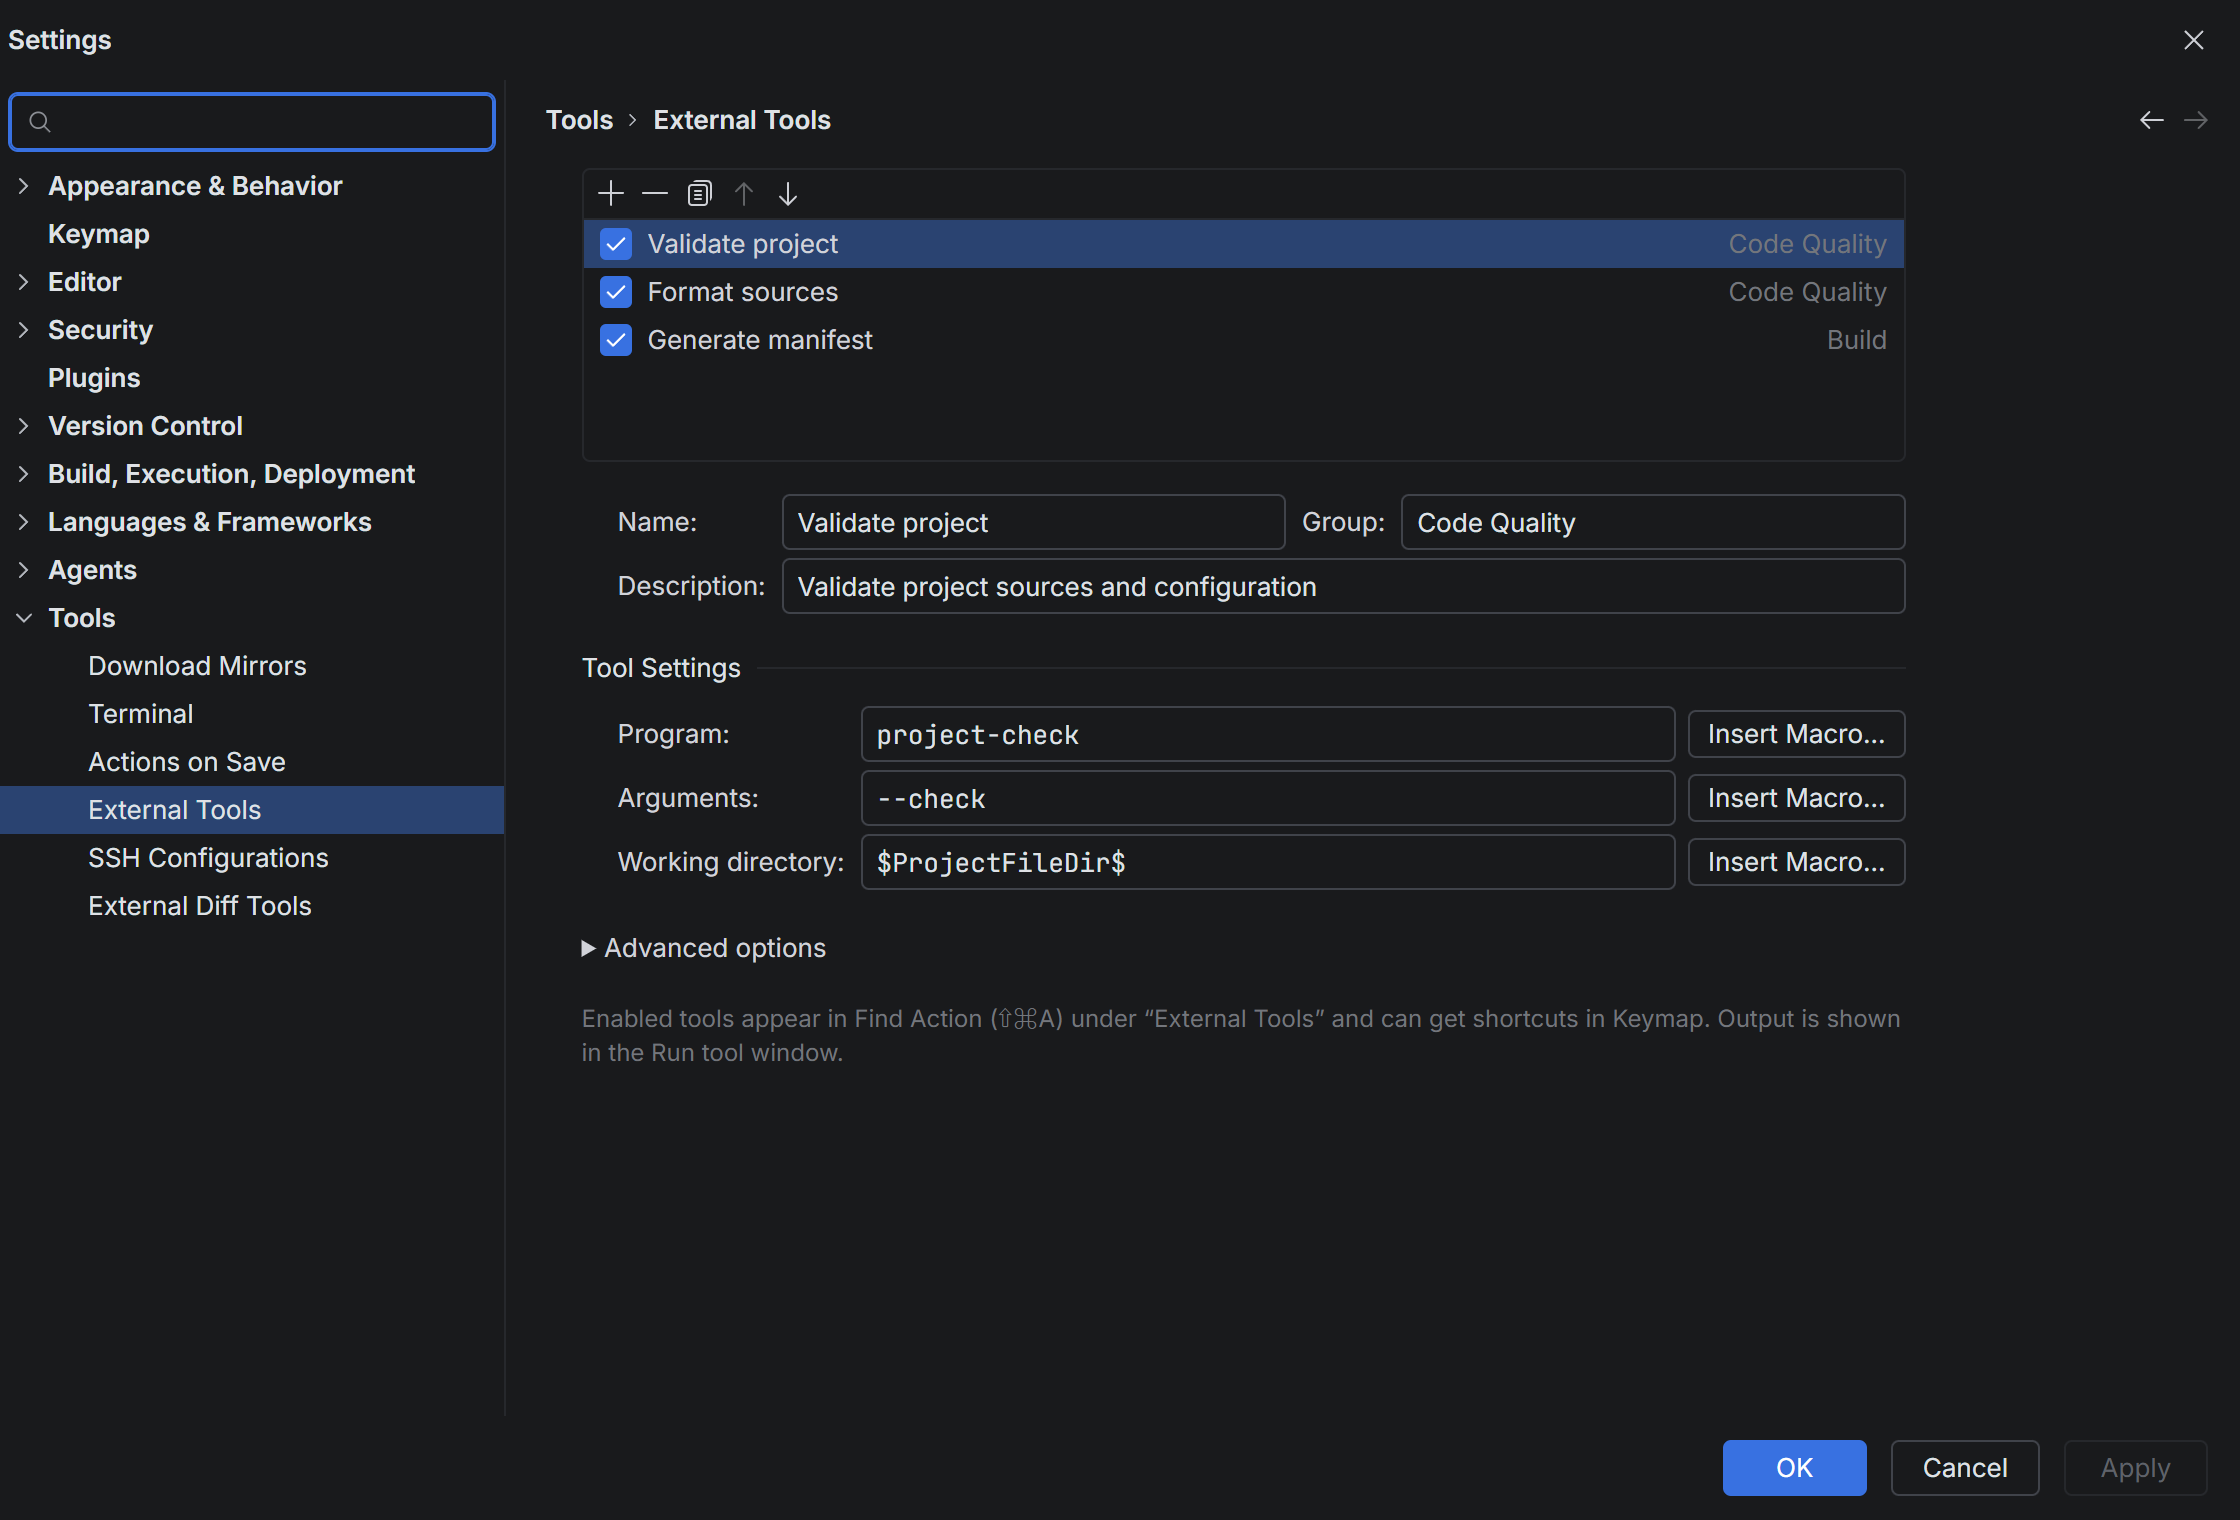 Settings
Appearance & Behavior
Keymap
Editor
Security
Plugins
Version Control
Build, Execution, Deployment
Languages & Frameworks
Agents
Tools
Download Mirrors
Terminal
Actions on Save
External Tools
SSH Configurations
External Diff Tools
Tools › External Tools
Validate project Code Quality
Format sources Code Quality
Generate manifest Build
Name: Validate project Group: Code Quality
Description: Validate project sources and configuration
Tool Settings
Program: project-check Insert Macro...
Arguments: --check Insert Macro...
Working directory: $ProjectFileDir$ Insert Macro...
Advanced options
Enabled tools appear in Find Action (⇧⌘A) under “External Tools” and can get shortcuts in Keymap. Output is shown
in the Run tool window.
OK Cancel Apply